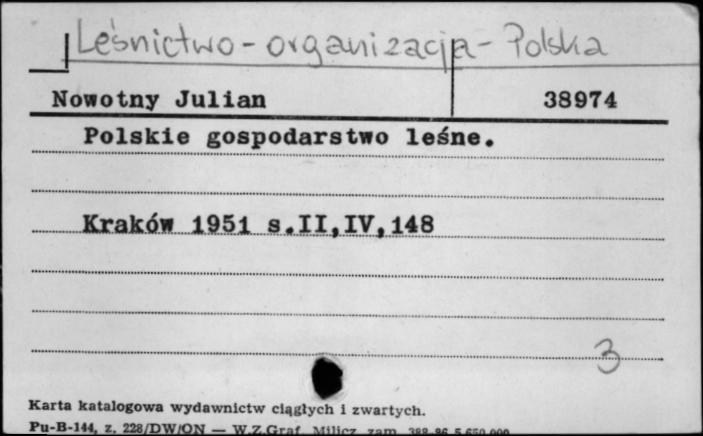 Leśnictwo - organizacja - Polska
Nowotny Julian 38974
Polskie gospodarstwo leśne.
Kraków 1951 s.II,IV,148
3
Karta katalogowa wydawnictw ciągłych i zwartych.
Pu-B-144, z. 228/DW/ON — W.Z.Graf. Milicz zam.